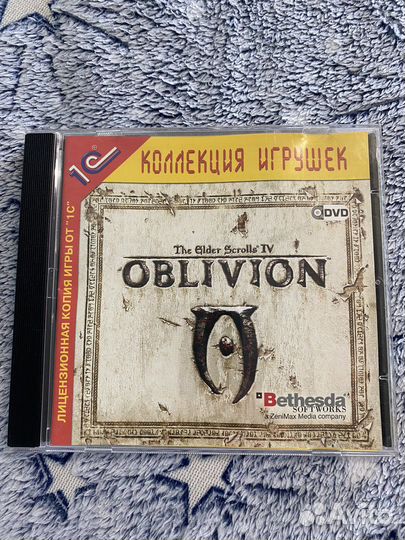 1С®
КОЛЛЕКЦИЯ ИГРУШЕК
ЛИЦЕНЗИОННАЯ КОПИЯ ИГРЫ ОТ "1С"
DVD
The Elder Scrolls IV
OBLIVION
Bethesda
SOFTWORKS
a ZeniMax Media company
Avito